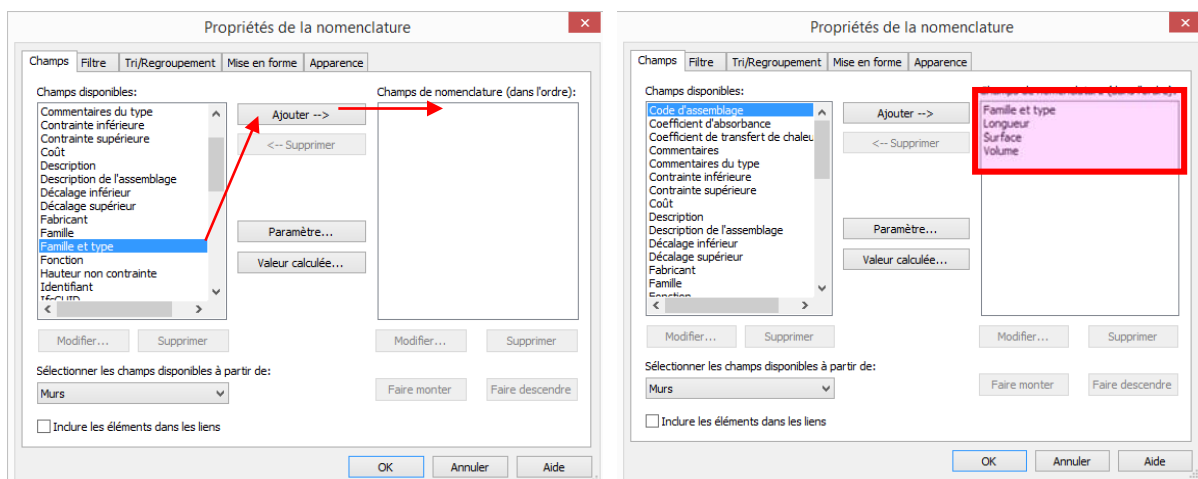 Propriétés de la nomenclature
×
Champs Filtre Tri/Regroupement Mise en forme Apparence
Champs disponibles:
Champs de nomenclature (dans l'ordre):
Commentaires du type
Contrainte inférieure
Contrainte supérieure
Coût
Description
Description de l'assemblage
Décalage inférieur
Décalage supérieur
Fabricant
Famille
Famille et type
Fonction
Hauteur non contrainte
Identifiant
IfcGUID
Ajouter -->
<-- Supprimer
Paramètre...
Valeur calculée...
Modifier... Supprimer
Modifier... Supprimer
Sélectionner les champs disponibles à partir de:
Murs
Faire monter Faire descendre
Inclure les éléments dans les liens
OK Annuler Aide
Propriétés de la nomenclature
×
Champs Filtre Tri/Regroupement Mise en forme Apparence
Champs disponibles:
Champs de nomenclature (dans l'ordre):
Code d'assemblage
Coefficient d'absorbance
Coefficient de transfert de chaleu
Commentaires
Commentaires du type
Contrainte inférieure
Contrainte supérieure
Coût
Description
Description de l'assemblage
Décalage inférieur
Décalage supérieur
Fabricant
Famille
Fonction
Ajouter -->
<-- Supprimer
Paramètre...
Valeur calculée...
Famille et type
Longueur
Surface
Volume
Modifier... Supprimer
Modifier... Supprimer
Sélectionner les champs disponibles à partir de:
Murs
Faire monter Faire descendre
Inclure les éléments dans les liens
OK Annuler Aide